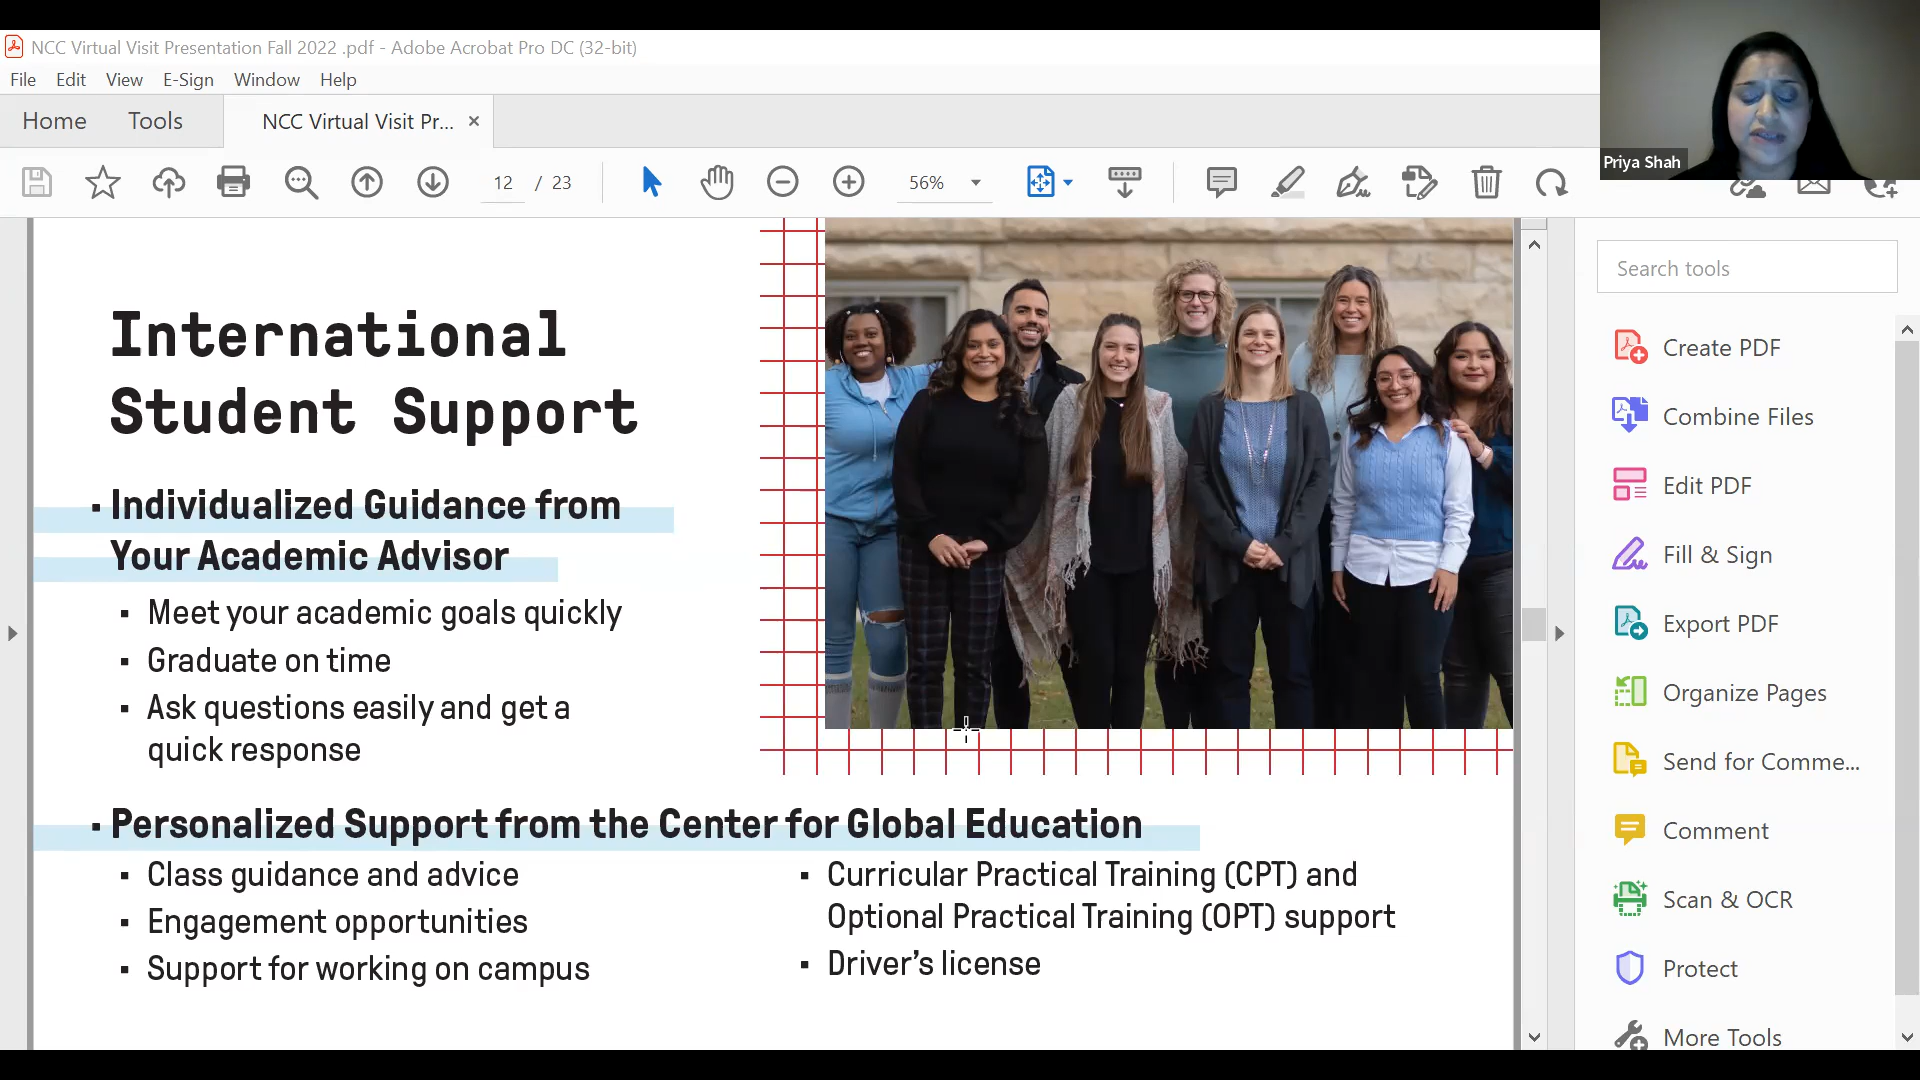 NCC Virtual Visit Presentation Fall 2022 .pdf - Adobe Acrobat Pro DC (32-bit)
File Edit View E-Sign Window Help
Home Tools NCC Virtual Visit Pr... ×
12 / 23 56%
Priya Shah
International
Student Support
▪ Individualized Guidance from
Your Academic Advisor
▪ Meet your academic goals quickly
▪ Graduate on time
▪ Ask questions easily and get a
quick response
▪ Personalized Support from the Center for Global Education
▪ Class guidance and advice
▪ Engagement opportunities
▪ Support for working on campus
▪ Curricular Practical Training (CPT) and
Optional Practical Training (OPT) support
▪ Driver’s license
Search tools
Create PDF
Combine Files
Edit PDF
Fill & Sign
Export PDF
Organize Pages
Send for Comme...
Comment
Scan & OCR
Protect
More Tools